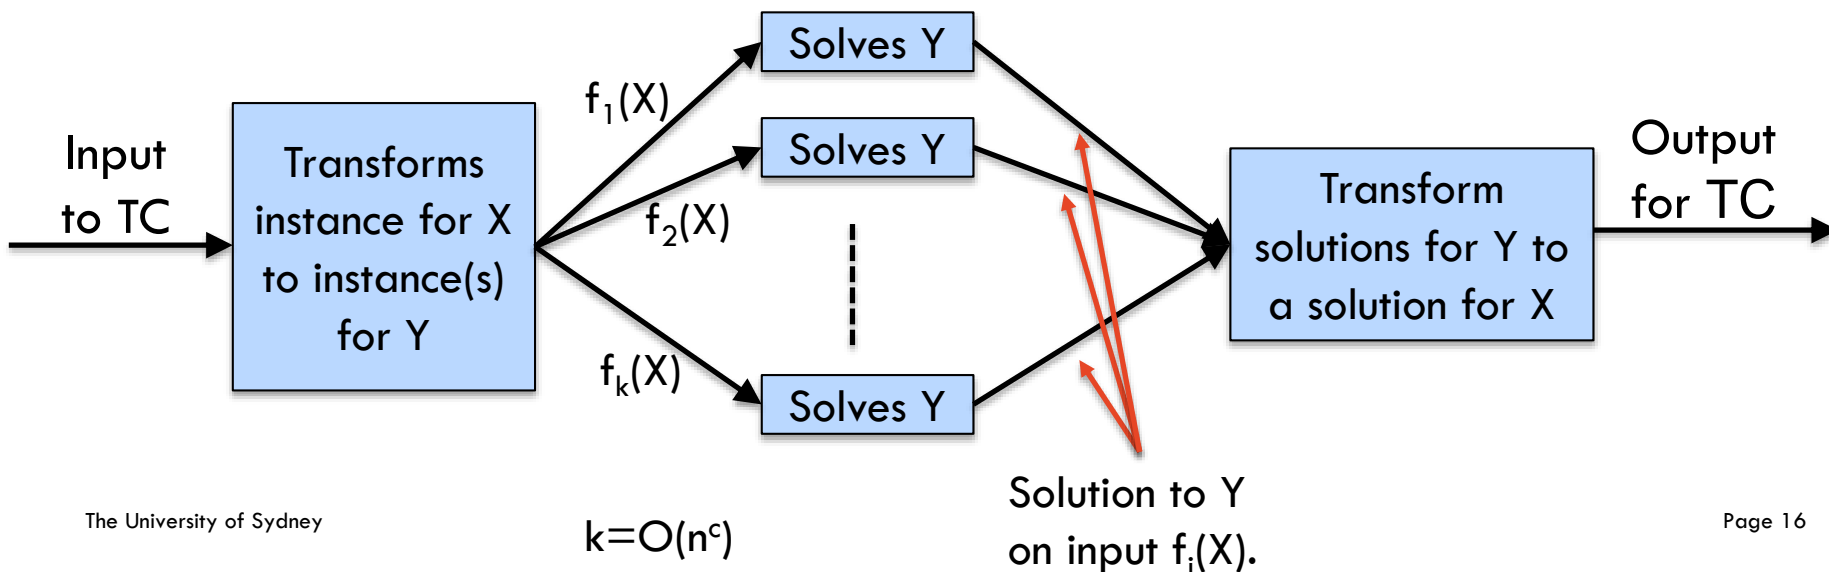 Input
to TC
Transforms
instance for X
to instance(s)
for Y
f₁(X)
f₂(X)
fₖ(X)
Solves Y
Solves Y
Solves Y
Transform
solutions for Y to
a solution for X
Output
for TC
Solution to Y
on input fᵢ(X).
k=O(nᶜ)
The University of Sydney
Page 16